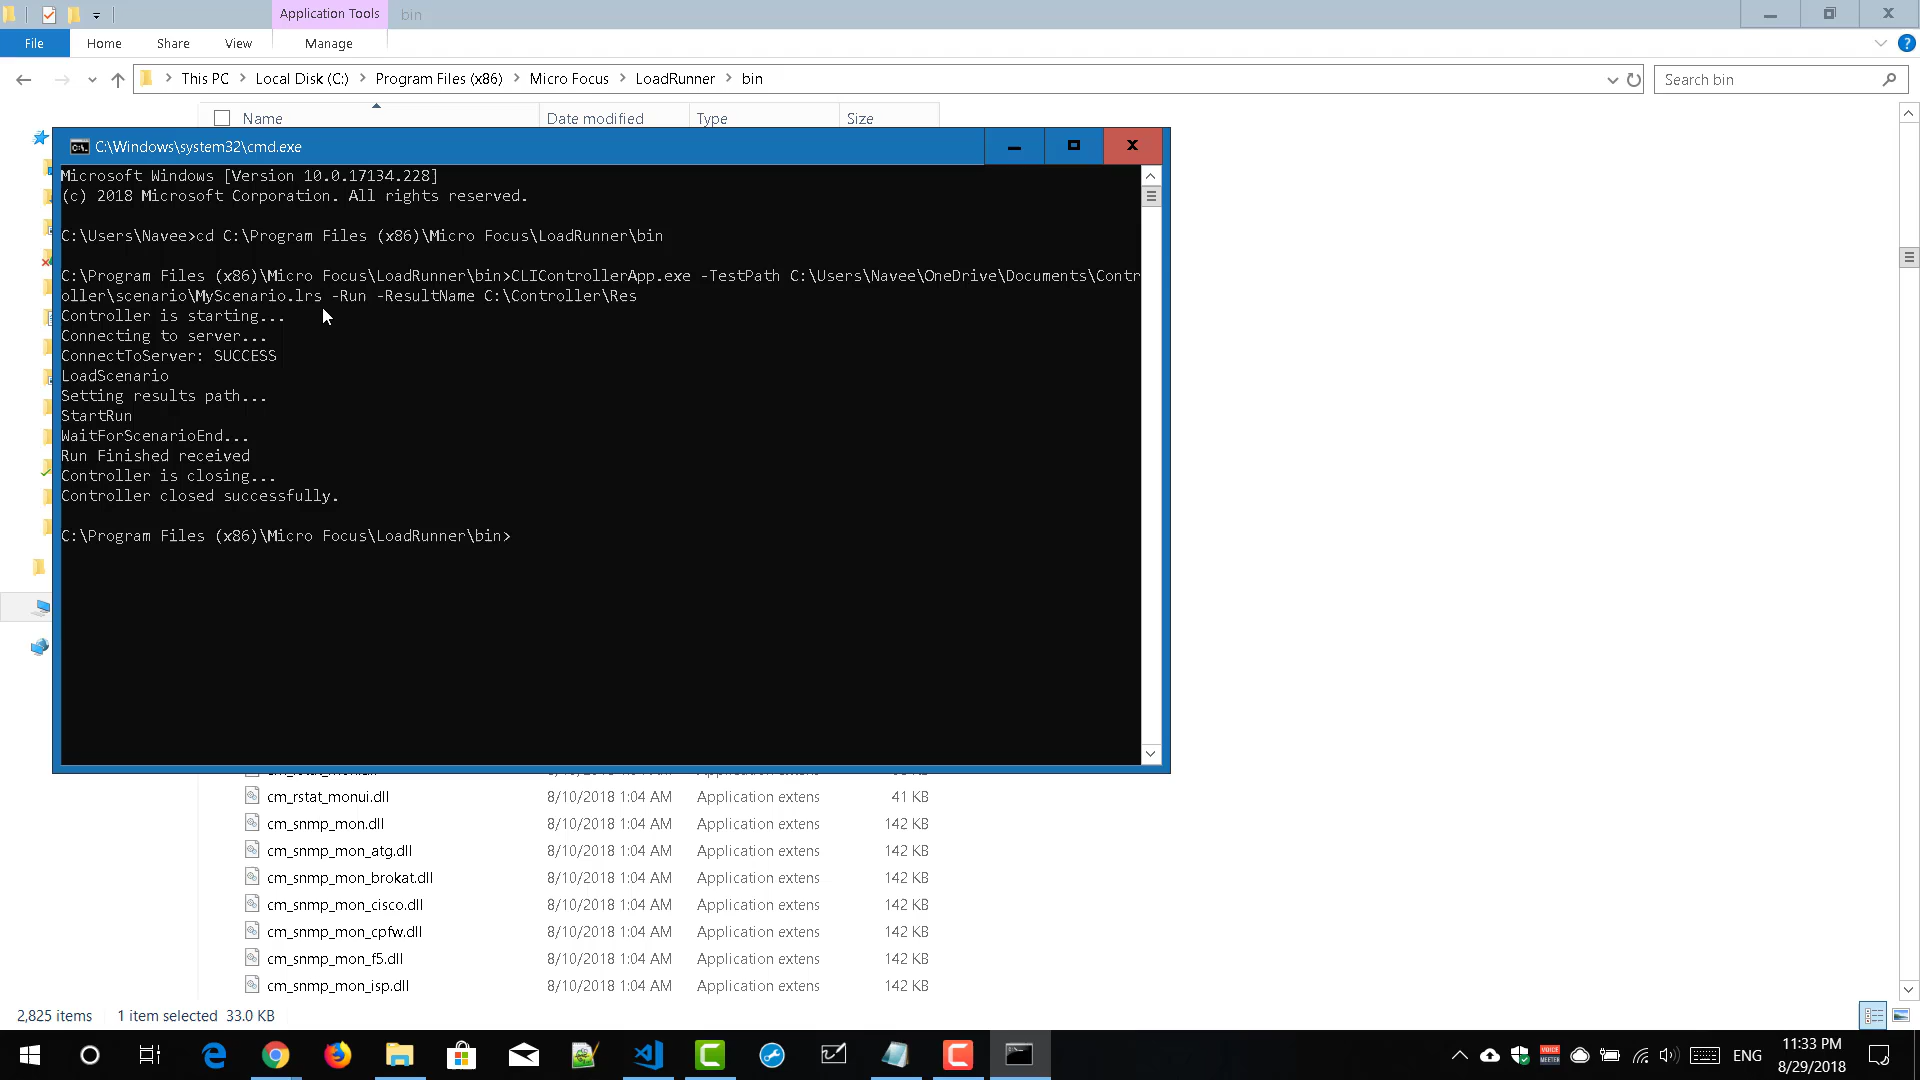 Application Tools
bin
File
Home
Share
View
Manage
This PC
Local Disk (C:)
Program Files (x86)
Micro Focus
LoadRunner
bin
Search bin
Name
Date modified
Type
Size
C:\Windows\system32\cmd.exe
Microsoft Windows [Version 10.0.17134.228]
(c) 2018 Microsoft Corporation. All rights reserved.
C:\Users\Navee>cd C:\Program Files (x86)\Micro Focus\LoadRunner\bin
C:\Program Files (x86)\Micro Focus\LoadRunner\bin>CLIControllerApp.exe -TestPath C:\Users\Navee\OneDrive\Documents\Contr
oller\scenario\MyScenario.lrs -Run -ResultName C:\Controller\Res
Controller is starting...
Connecting to server...
ConnectToServer: SUCCESS
LoadScenario
Setting results path...
StartRun
WaitForScenarioEnd...
Run Finished received
Controller is closing...
Controller closed successfully.
C:\Program Files (x86)\Micro Focus\LoadRunner\bin>
cm_rstat_monui.dll 8/10/2018 1:04 AM Application extens 41 KB
cm_snmp_mon.dll 8/10/2018 1:04 AM Application extens 142 KB
cm_snmp_mon_atg.dll 8/10/2018 1:04 AM Application extens 142 KB
cm_snmp_mon_brokat.dll 8/10/2018 1:04 AM Application extens 142 KB
cm_snmp_mon_cisco.dll 8/10/2018 1:04 AM Application extens 142 KB
cm_snmp_mon_cpfw.dll 8/10/2018 1:04 AM Application extens 142 KB
cm_snmp_mon_f5.dll 8/10/2018 1:04 AM Application extens 142 KB
cm_snmp_mon_isp.dll 8/10/2018 1:04 AM Application extens 142 KB
2,825 items 1 item selected 33.0 KB
VOICE
MEETER
ENG
11:33 PM
8/29/2018